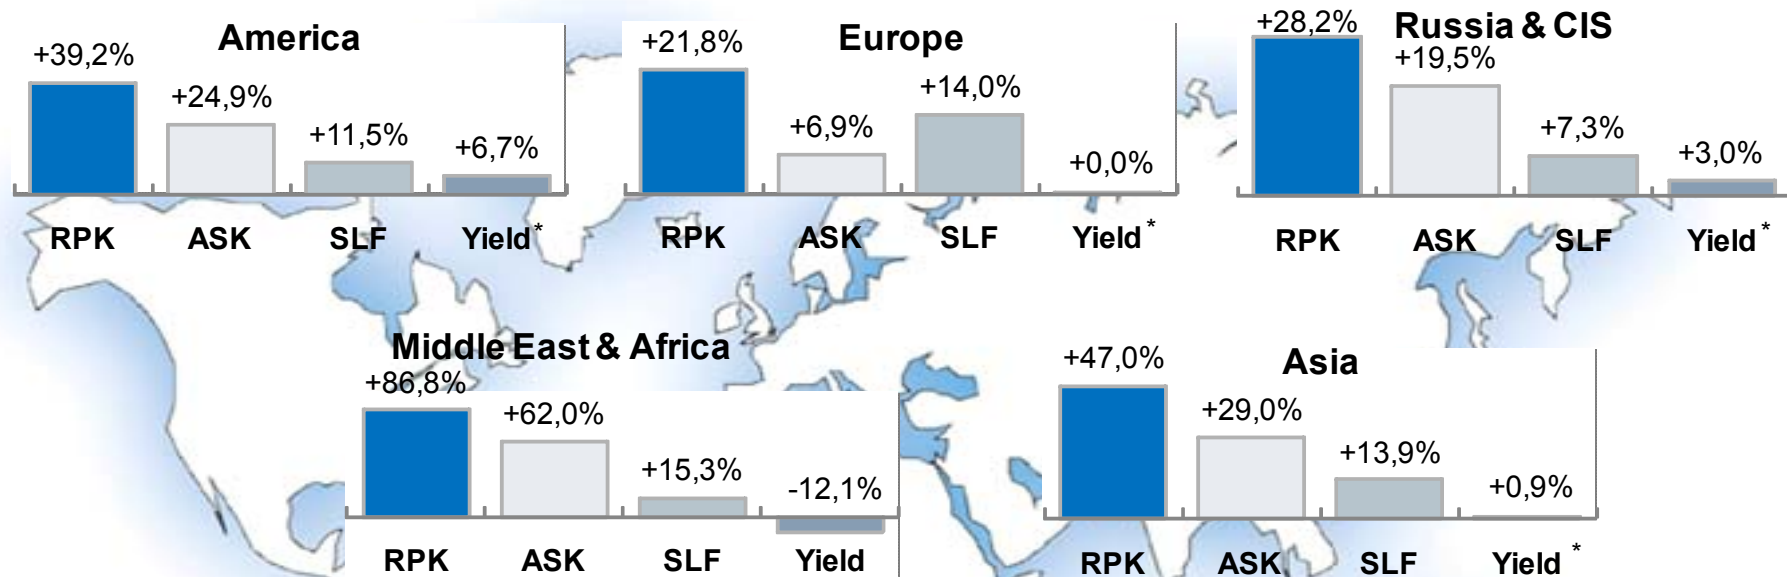 America
+39,2%
+24,9%
+11,5%
+6,7%
RPK ASK SLF Yield*
Europe
+21,8%
+6,9%
+14,0%
+0,0%
RPK ASK SLF Yield*
Russia & CIS
+28,2%
+19,5%
+7,3%
+3,0%
RPK ASK SLF Yield*
Middle East & Africa
+86,8%
+62,0%
+15,3%
-12,1%
RPK ASK SLF Yield
Asia
+47,0%
+29,0%
+13,9%
+0,9%
RPK ASK SLF Yield *